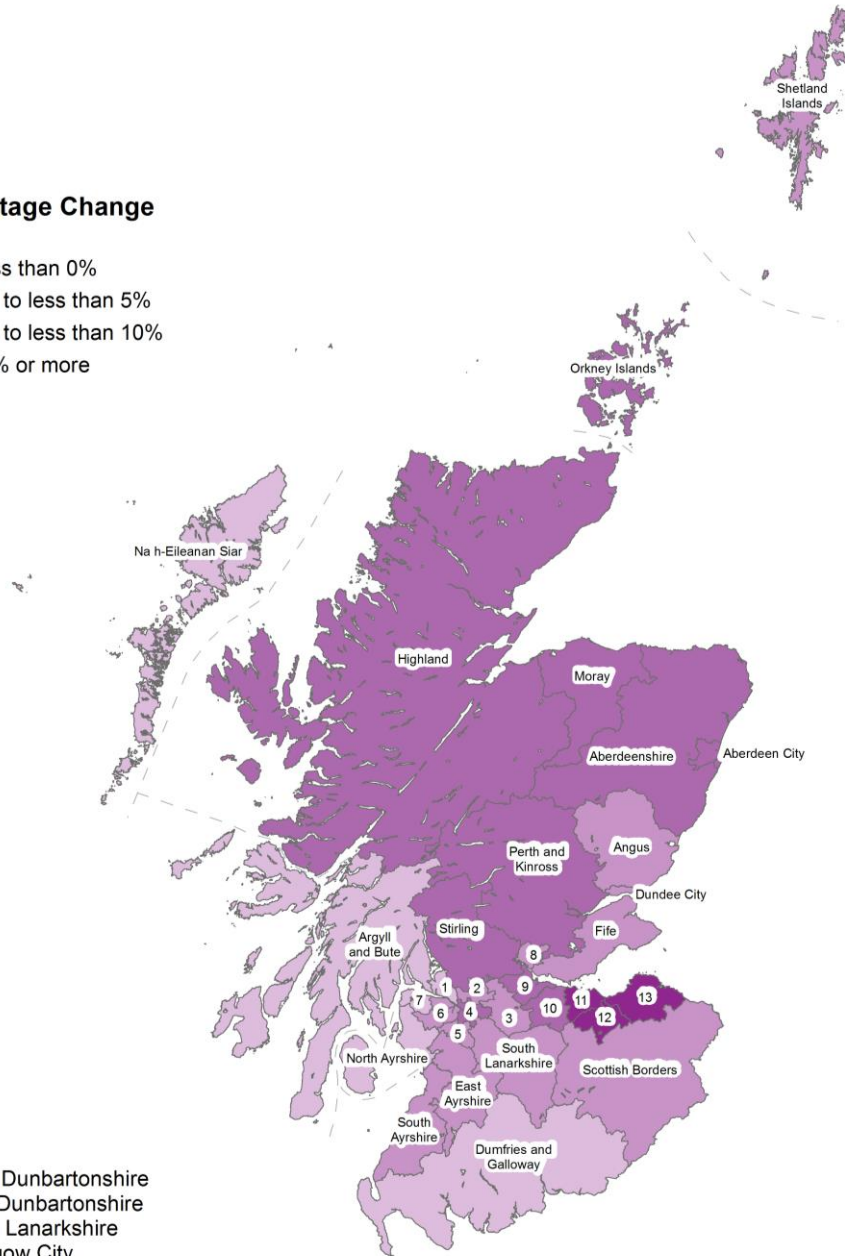 Shetland
Islands
tage Change
s than 0%
to less than 5%
to less than 10%
% or more
Orkney Islands
Na h-Eileanan Siar
Highland
Moray
Aberdeenshire
Aberdeen City
Angus
Perth and
Kinross
Dundee City
Stirling
Fife
Argyll
and Bute
8
1
2
9
7
4
10
11
13
6
3
12
5
North Ayrshire
South
Lanarkshire
Scottish Borders
East
Ayrshire
South
Ayrshire
Dumfries and
Galloway
Dunbartonshire
Dunbartonshire
Lanarkshire
ow City